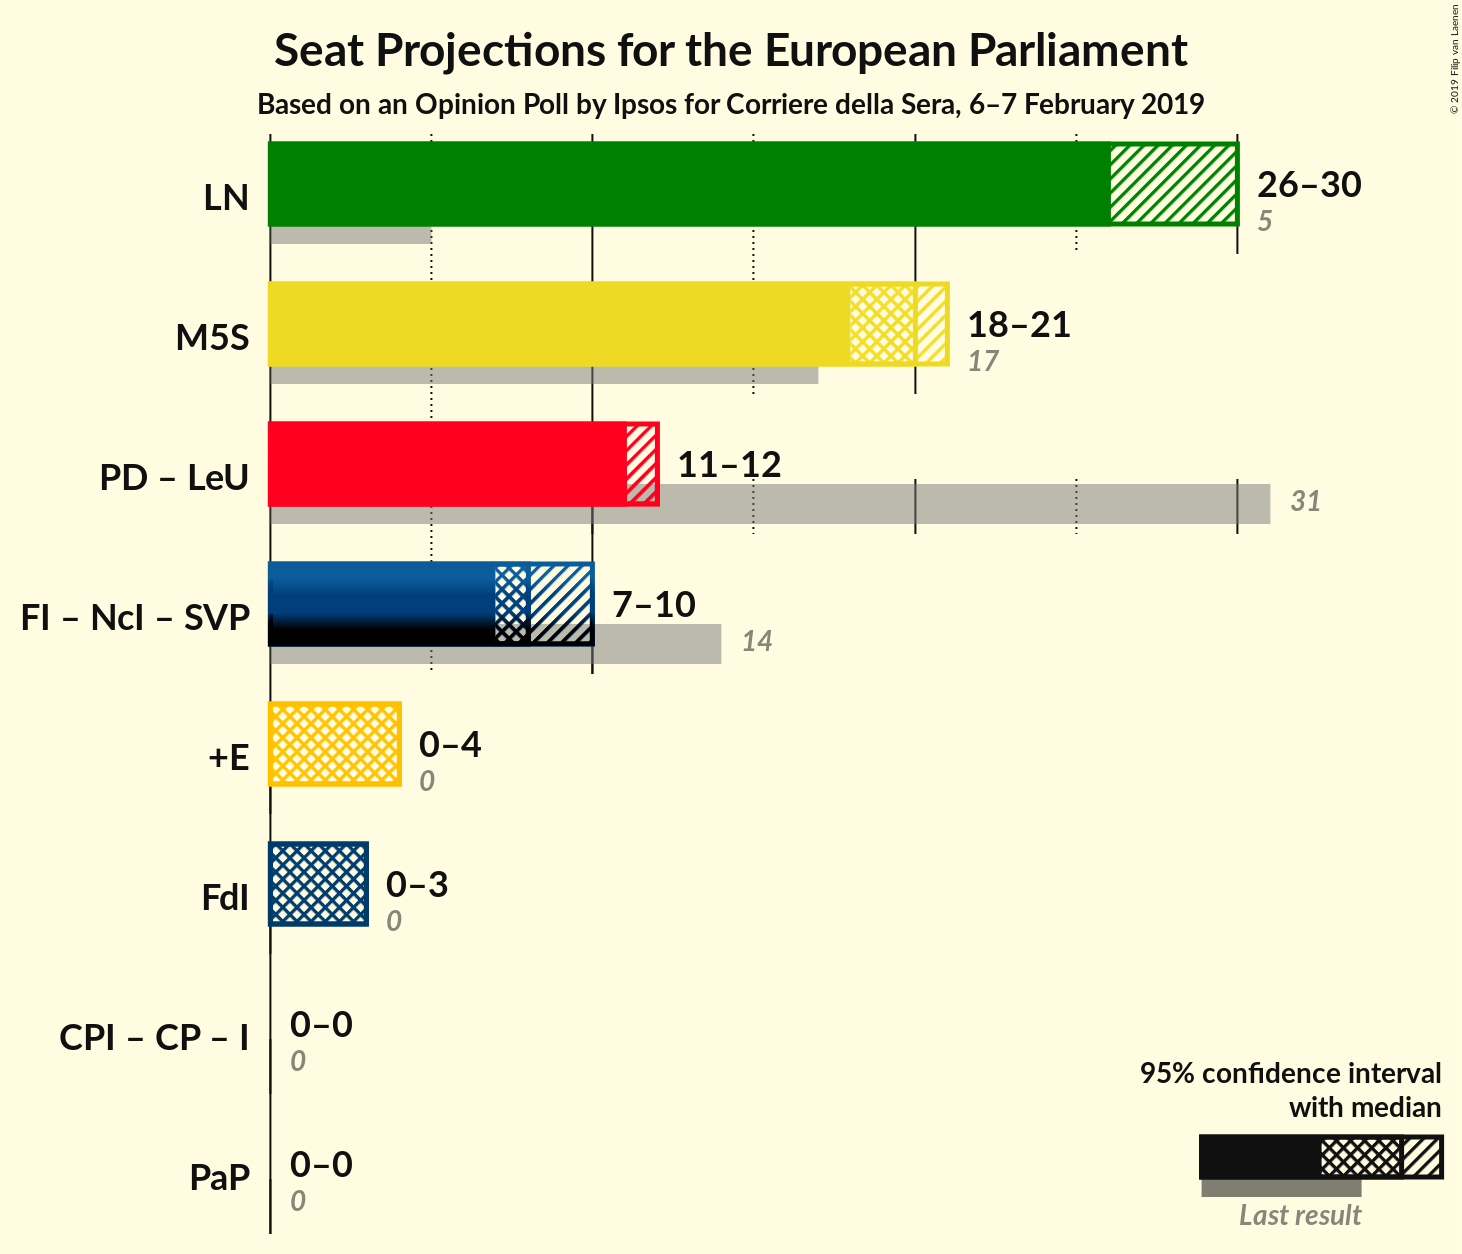 Seat Projections for the European Parliament
Based on an Opinion Poll by Ipsos for Corriere della Sera, 6–7 February 2019
© 2019 Filip van Laenen
LN
26–30
5
M5S
18–21
17
PD – LeU
11–12
31
FI – NcI – SVP
7–10
14
+E
0–4
0
FdI
0–3
0
CPI – CP – I
0–0
0
PaP
0–0
0
95% confidence interval
with median
Last result